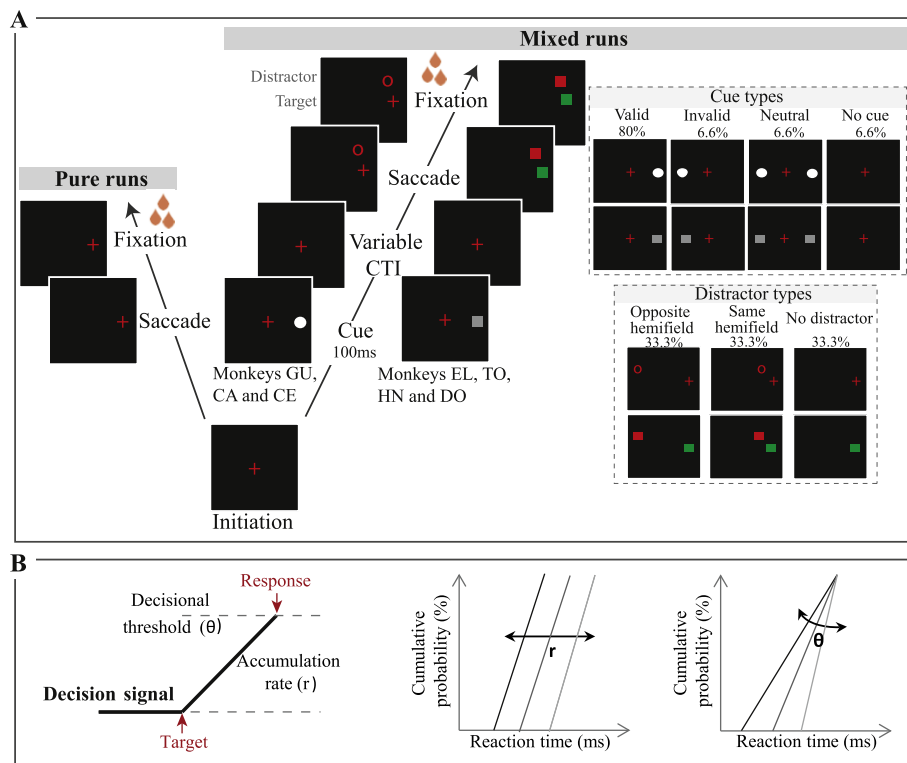 A
Mixed runs
Distractor
Target
Fixation
Saccade
Variable
CTI
Cue
100ms
Pure runs
Fixation
Saccade
Monkeys GU,
CA and CE
Monkeys EL, TO,
HN and DO
Initiation
Cue types
Valid Invalid Neutral No cue
80% 6.6% 6.6% 6.6%
Distractor types
Opposite
hemifield
33.3%
Same
hemifield
33.3%
No distractor
33.3%
B
Response
Decisional
threshold (θ)
Accumulation
rate (r)
Decision signal
Target
Cumulative
probability (%)
r
Reaction time (ms)
Cumulative
probability (%)
θ
Reaction time (ms)